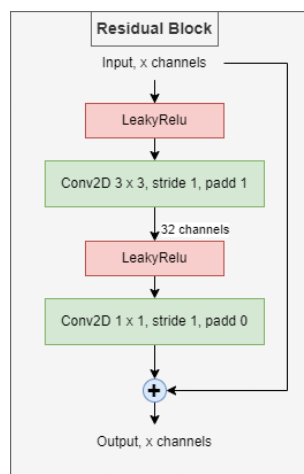 Residual Block
Input, x channels
LeakyRelu
Conv2D 3 x 3, stride 1, padd 1
32 channels
LeakyRelu
Conv2D 1 x 1, stride 1, padd 0
+
Output, x channels